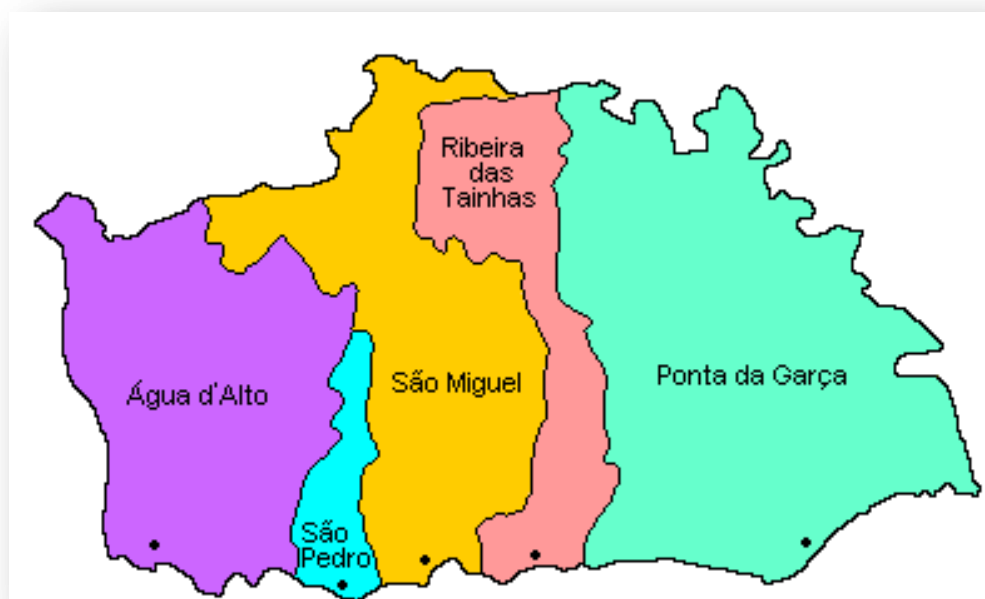 Ribeira
das
Tainhas
Água d'Alto
São Miguel
Ponta da Garça
São
Pedro